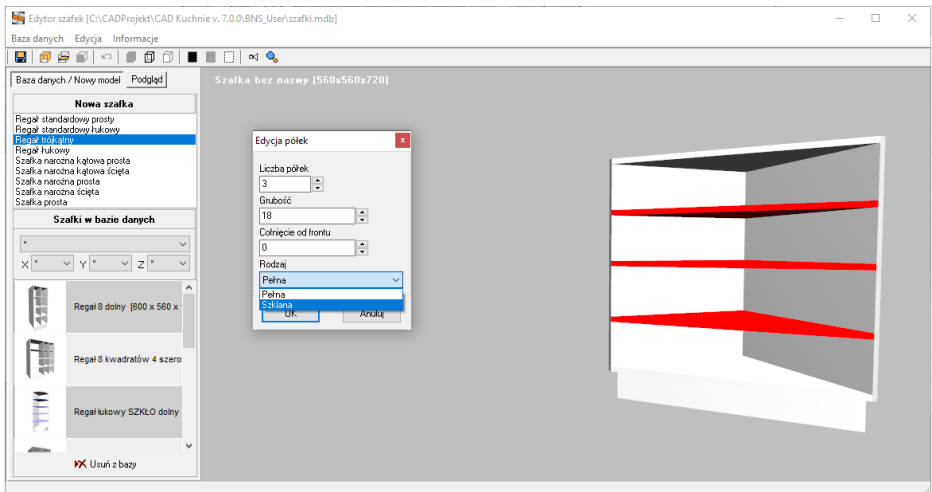 Edytor szafek [C:\CADProjekt\CAD Kuchnie v. 7.0.0\BNS_User\szafki.mdb]
Baza danych Edycja Informacje
Baza danych / Nowy model Podgląd
Szafka bez nazwy [560x560x720]
Nowa szafka
Regał standardowy prosty
Regał standardowy łukowy
Regał trójkątny
Regał łukowy
Szafka narożna kątowa prosta
Szafka narożna kątowa ścięta
Szafka narożna prosta
Szafka narożna ścięta
Szafka prosta
Szafki w bazie danych
*
X * Y * Z *
Regał 8 dolny [600 x 560 x
Regał 8 kwadratów 4 szero
Regał łukowy SZKŁO dolny
Usuń z bazy
Edycja półek
x
Liczba półek
3
Grubość
18
Cofnięcie od frontu
0
Rodzaj
Pełna
Pełna
Szklana
OK Anuluj